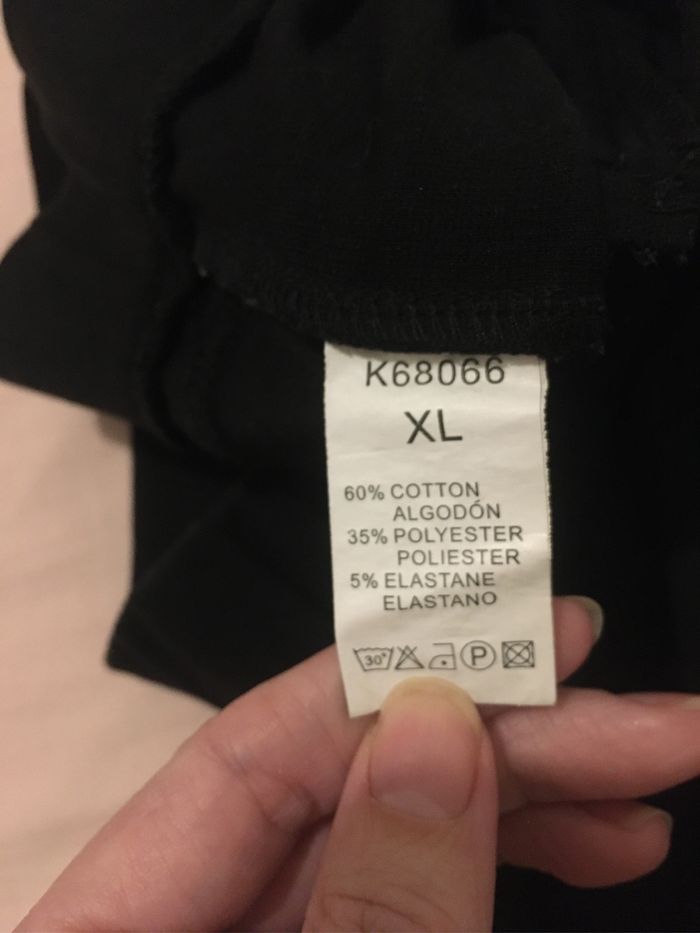 K68066
XL
60% COTTON
ALGODÓN
35% POLYESTER
POLIESTER
5% ELASTANE
ELASTANO
30° P